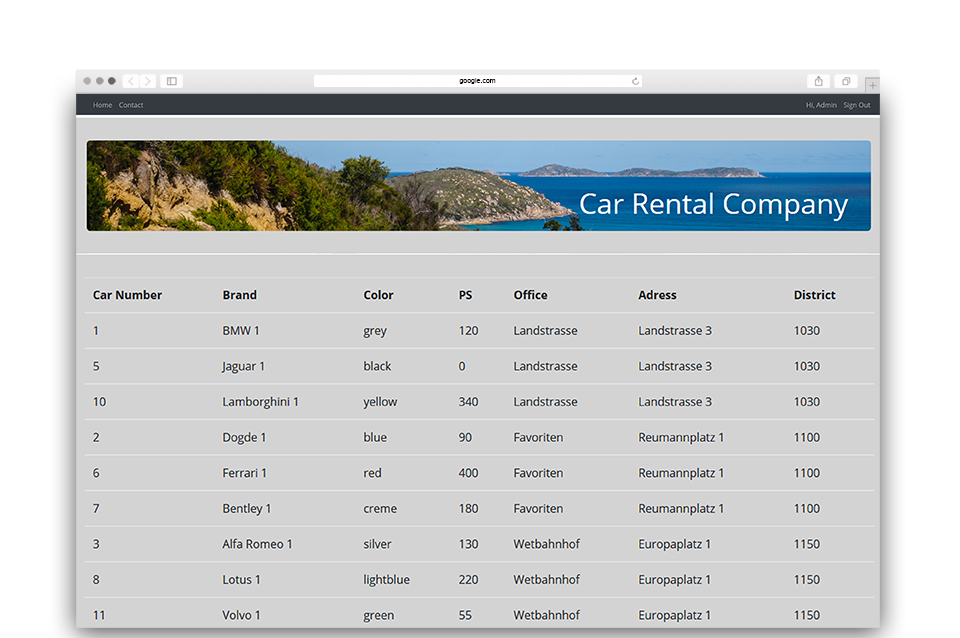 google.com
Home Contact Hi, Admin Sign Out
Car Rental Company
Car Number Brand Color PS Office Adress District
1 BMW 1 grey 120 Landstrasse Landstrasse 3 1030
5 Jaguar 1 black 0 Landstrasse Landstrasse 3 1030
10 Lamborghini 1 yellow 340 Landstrasse Landstrasse 3 1030
2 Dogde 1 blue 90 Favoriten Reumannplatz 1 1100
6 Ferrari 1 red 400 Favoriten Reumannplatz 1 1100
7 Bentley 1 creme 180 Favoriten Reumannplatz 1 1100
3 Alfa Romeo 1 silver 130 Wetbahnhof Europaplatz 1 1150
8 Lotus 1 lightblue 220 Wetbahnhof Europaplatz 1 1150
11 Volvo 1 green 55 Wetbahnhof Europaplatz 1 1150